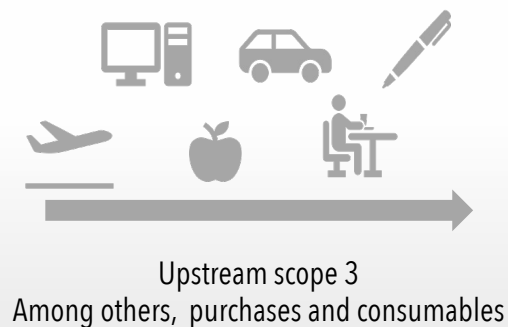 Upstream scope 3
Among others, purchases and consumables